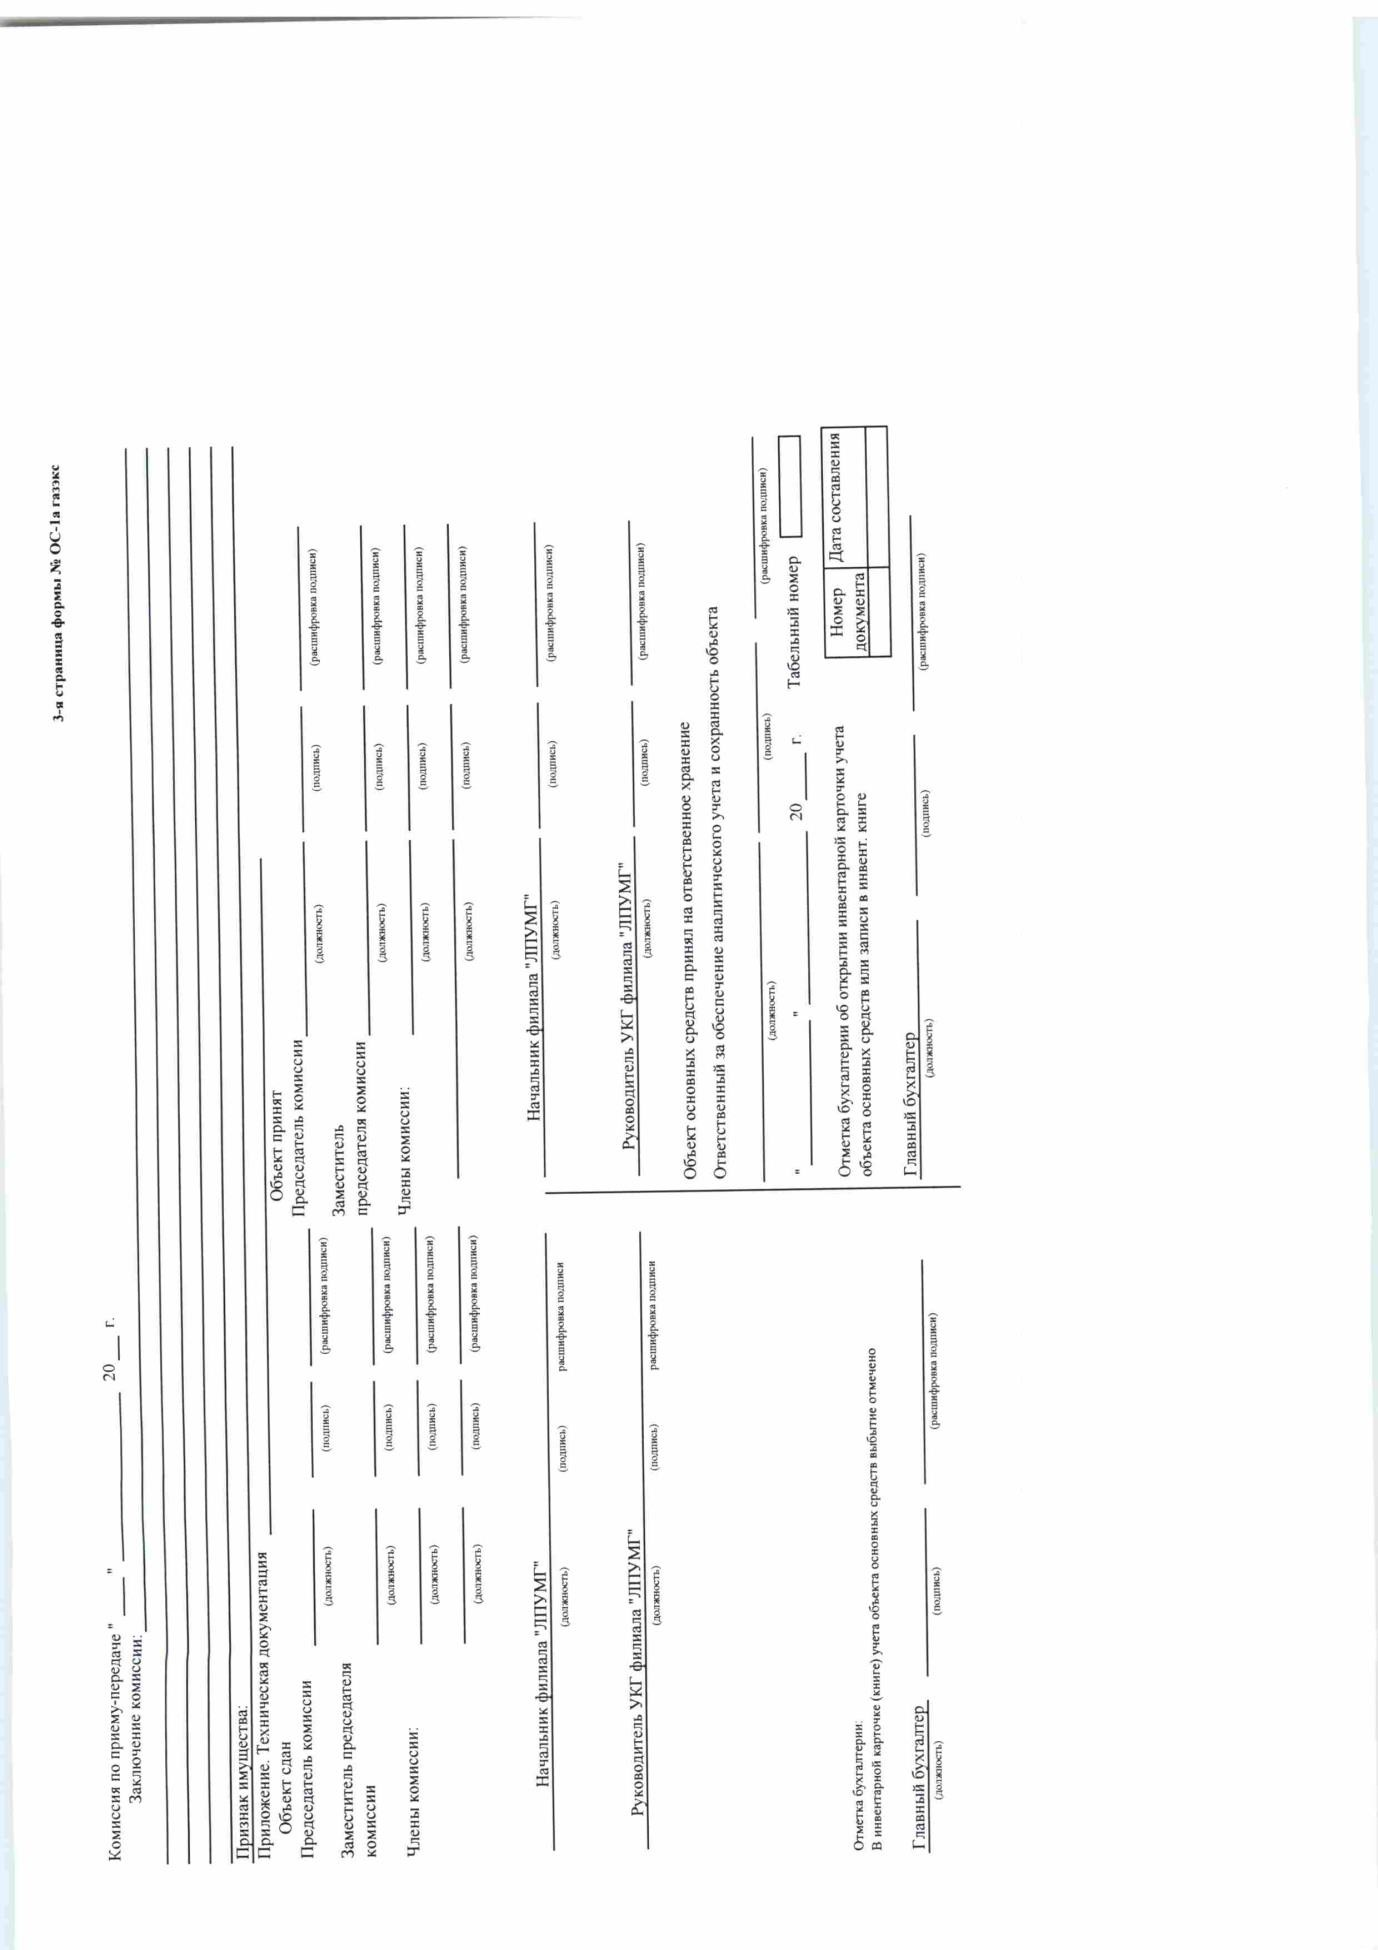 3-я страница формы № ОС-1а газэкс
Комиссия по приему-передаче " ___ " ___________ 20 ___ г.
Заключение комиссии:
Признак имущества:
Приложение. Техническая документация
Объект сдан
Председатель комиссии
(должность) (подпись) (расшифровка подписи)
Заместитель председателя
комиссии
(должность) (подпись) (расшифровка подписи)
Члены комиссии:
(должность) (подпись) (расшифровка подписи)
(должность) (подпись) (расшифровка подписи)
Начальник филиала "ЛПУМГ"
(должность) (подпись) расшифровка подписи
Руководитель УКГ филиала "ЛПУМГ"
(должность) (подпись) расшифровка подписи
Отметка бухгалтерии:
В инвентарной карточке (книге) учета объекта основных средств выбытие отмечено
Главный бухгалтер
(должность) (подпись) (расшифровка подписи)
Объект принят
Председатель комиссии
(должность) (подпись) (расшифровка подписи)
Заместитель
председателя комиссии
(должность) (подпись) (расшифровка подписи)
Члены комиссии:
(должность) (подпись) (расшифровка подписи)
(должность) (подпись) (расшифровка подписи)
Начальник филиала "ЛПУМГ"
(должность) (подпись) (расшифровка подписи)
Руководитель УКГ филиала "ЛПУМГ"
(должность) (подпись) (расшифровка подписи)
Объект основных средств принял на ответственное хранение
Ответственный за обеспечение аналитического учета и сохранность объекта
(должность) (подпись) (расшифровка подписи)
" ___ " ___________ 20 ___ г. Табельный номер
Отметка бухгалтерии об открытии инвентарной карточки учета
объекта основных средств или записи в инвент. книге
Номер документа
Дата составления
Главный бухгалтер
(должность) (подпись) (расшифровка подписи)